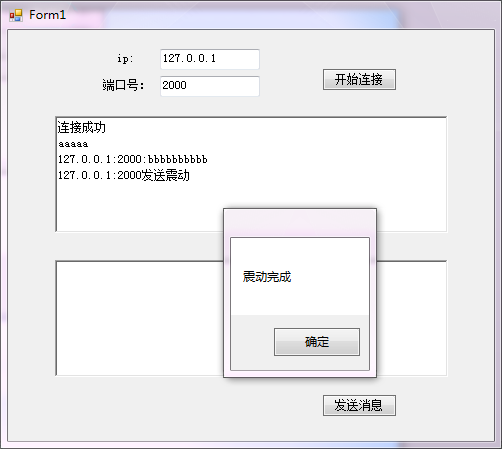 Form1
ip:
127.0.0.1
端口号:
2000
开始连接
连接成功
aaaaa
127.0.0.1:2000:bbbbbbbbbb
127.0.0.1:2000发送震动
震动完成
确定
发送消息